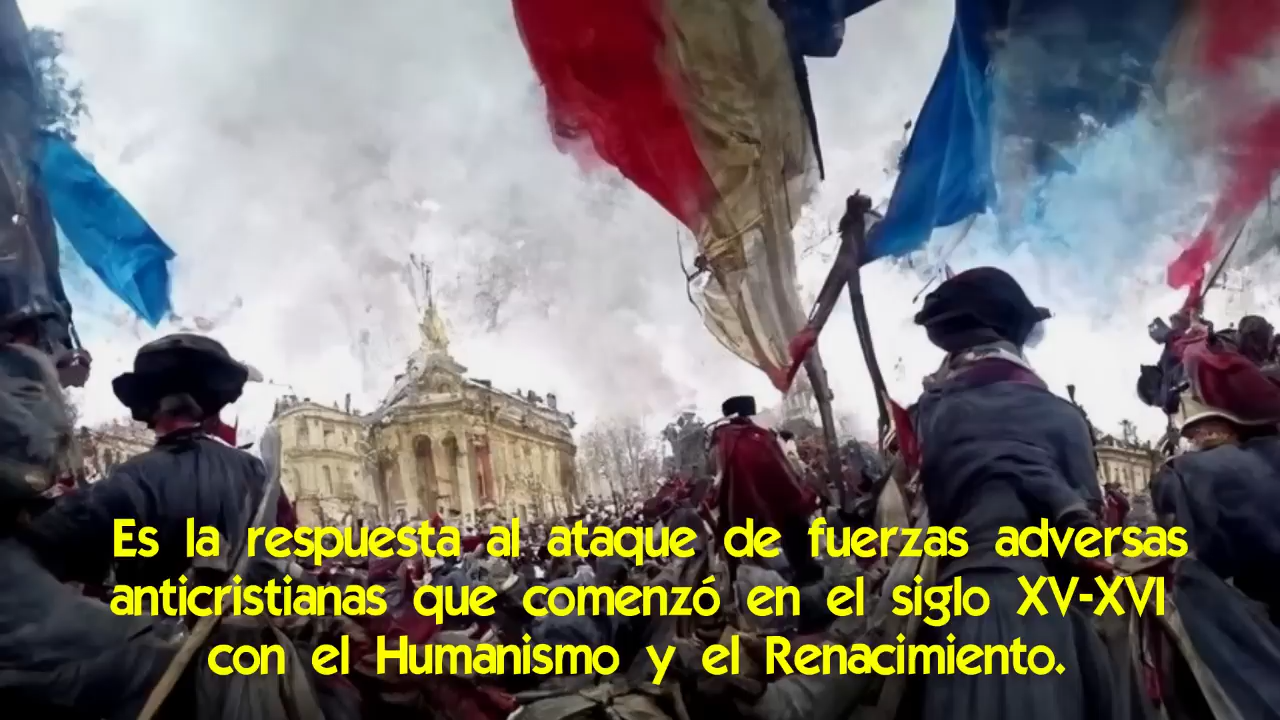 Es la respuesta al ataque de fuerzas adversas
anticristianas que comenzó en el siglo XV-XVI
con el Humanismo y el Renacimiento.